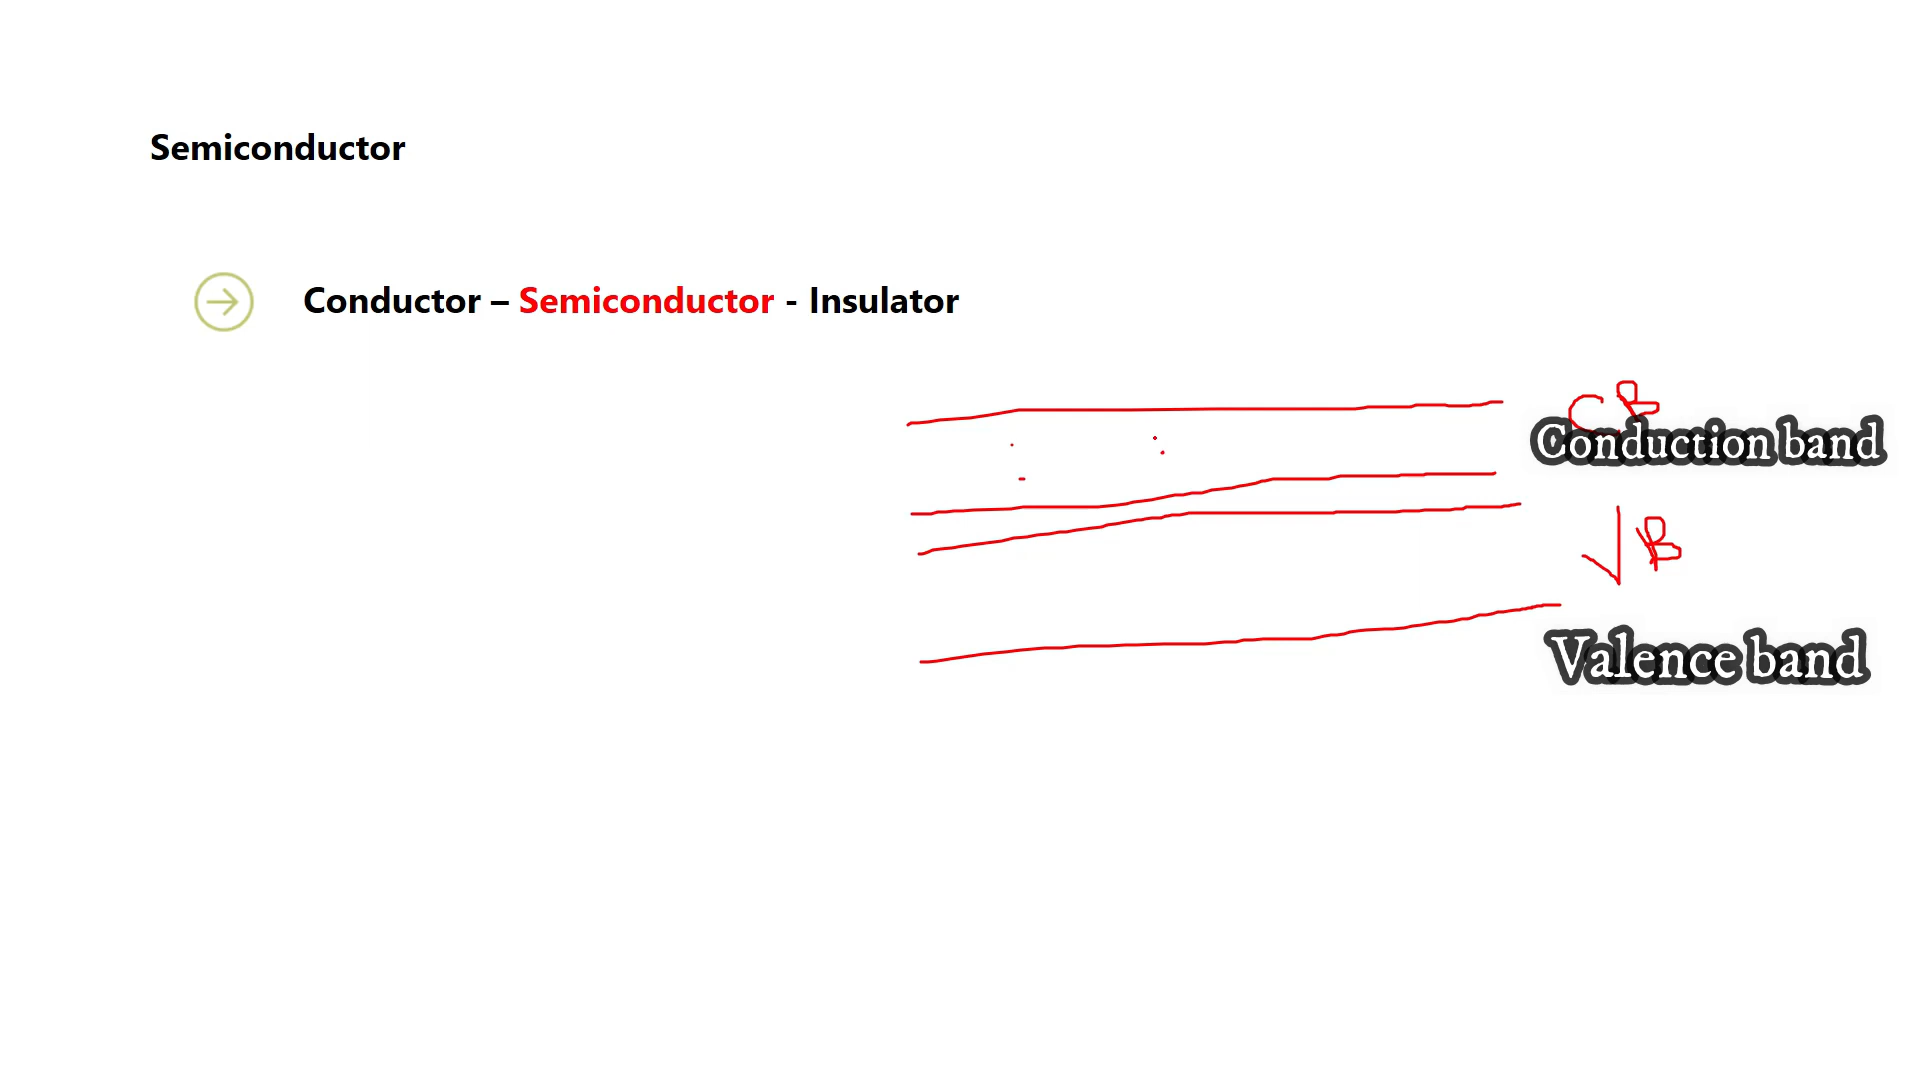 Semiconductor
Conductor – Semiconductor - Insulator
CB
Conduction band
VB
Valence band